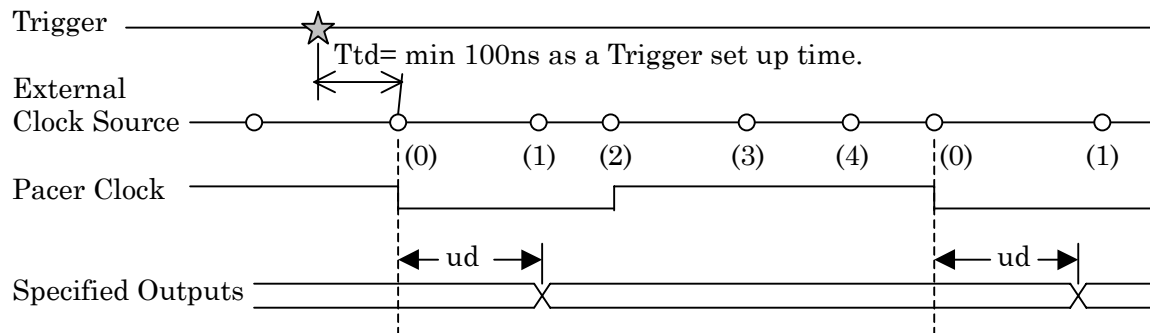 Trigger
Ttd= min 100ns as a Trigger set up time.
External
Clock Source
(0) (1) (2) (3) (4) (0) (1)
Pacer Clock
ud ud
Specified Outputs